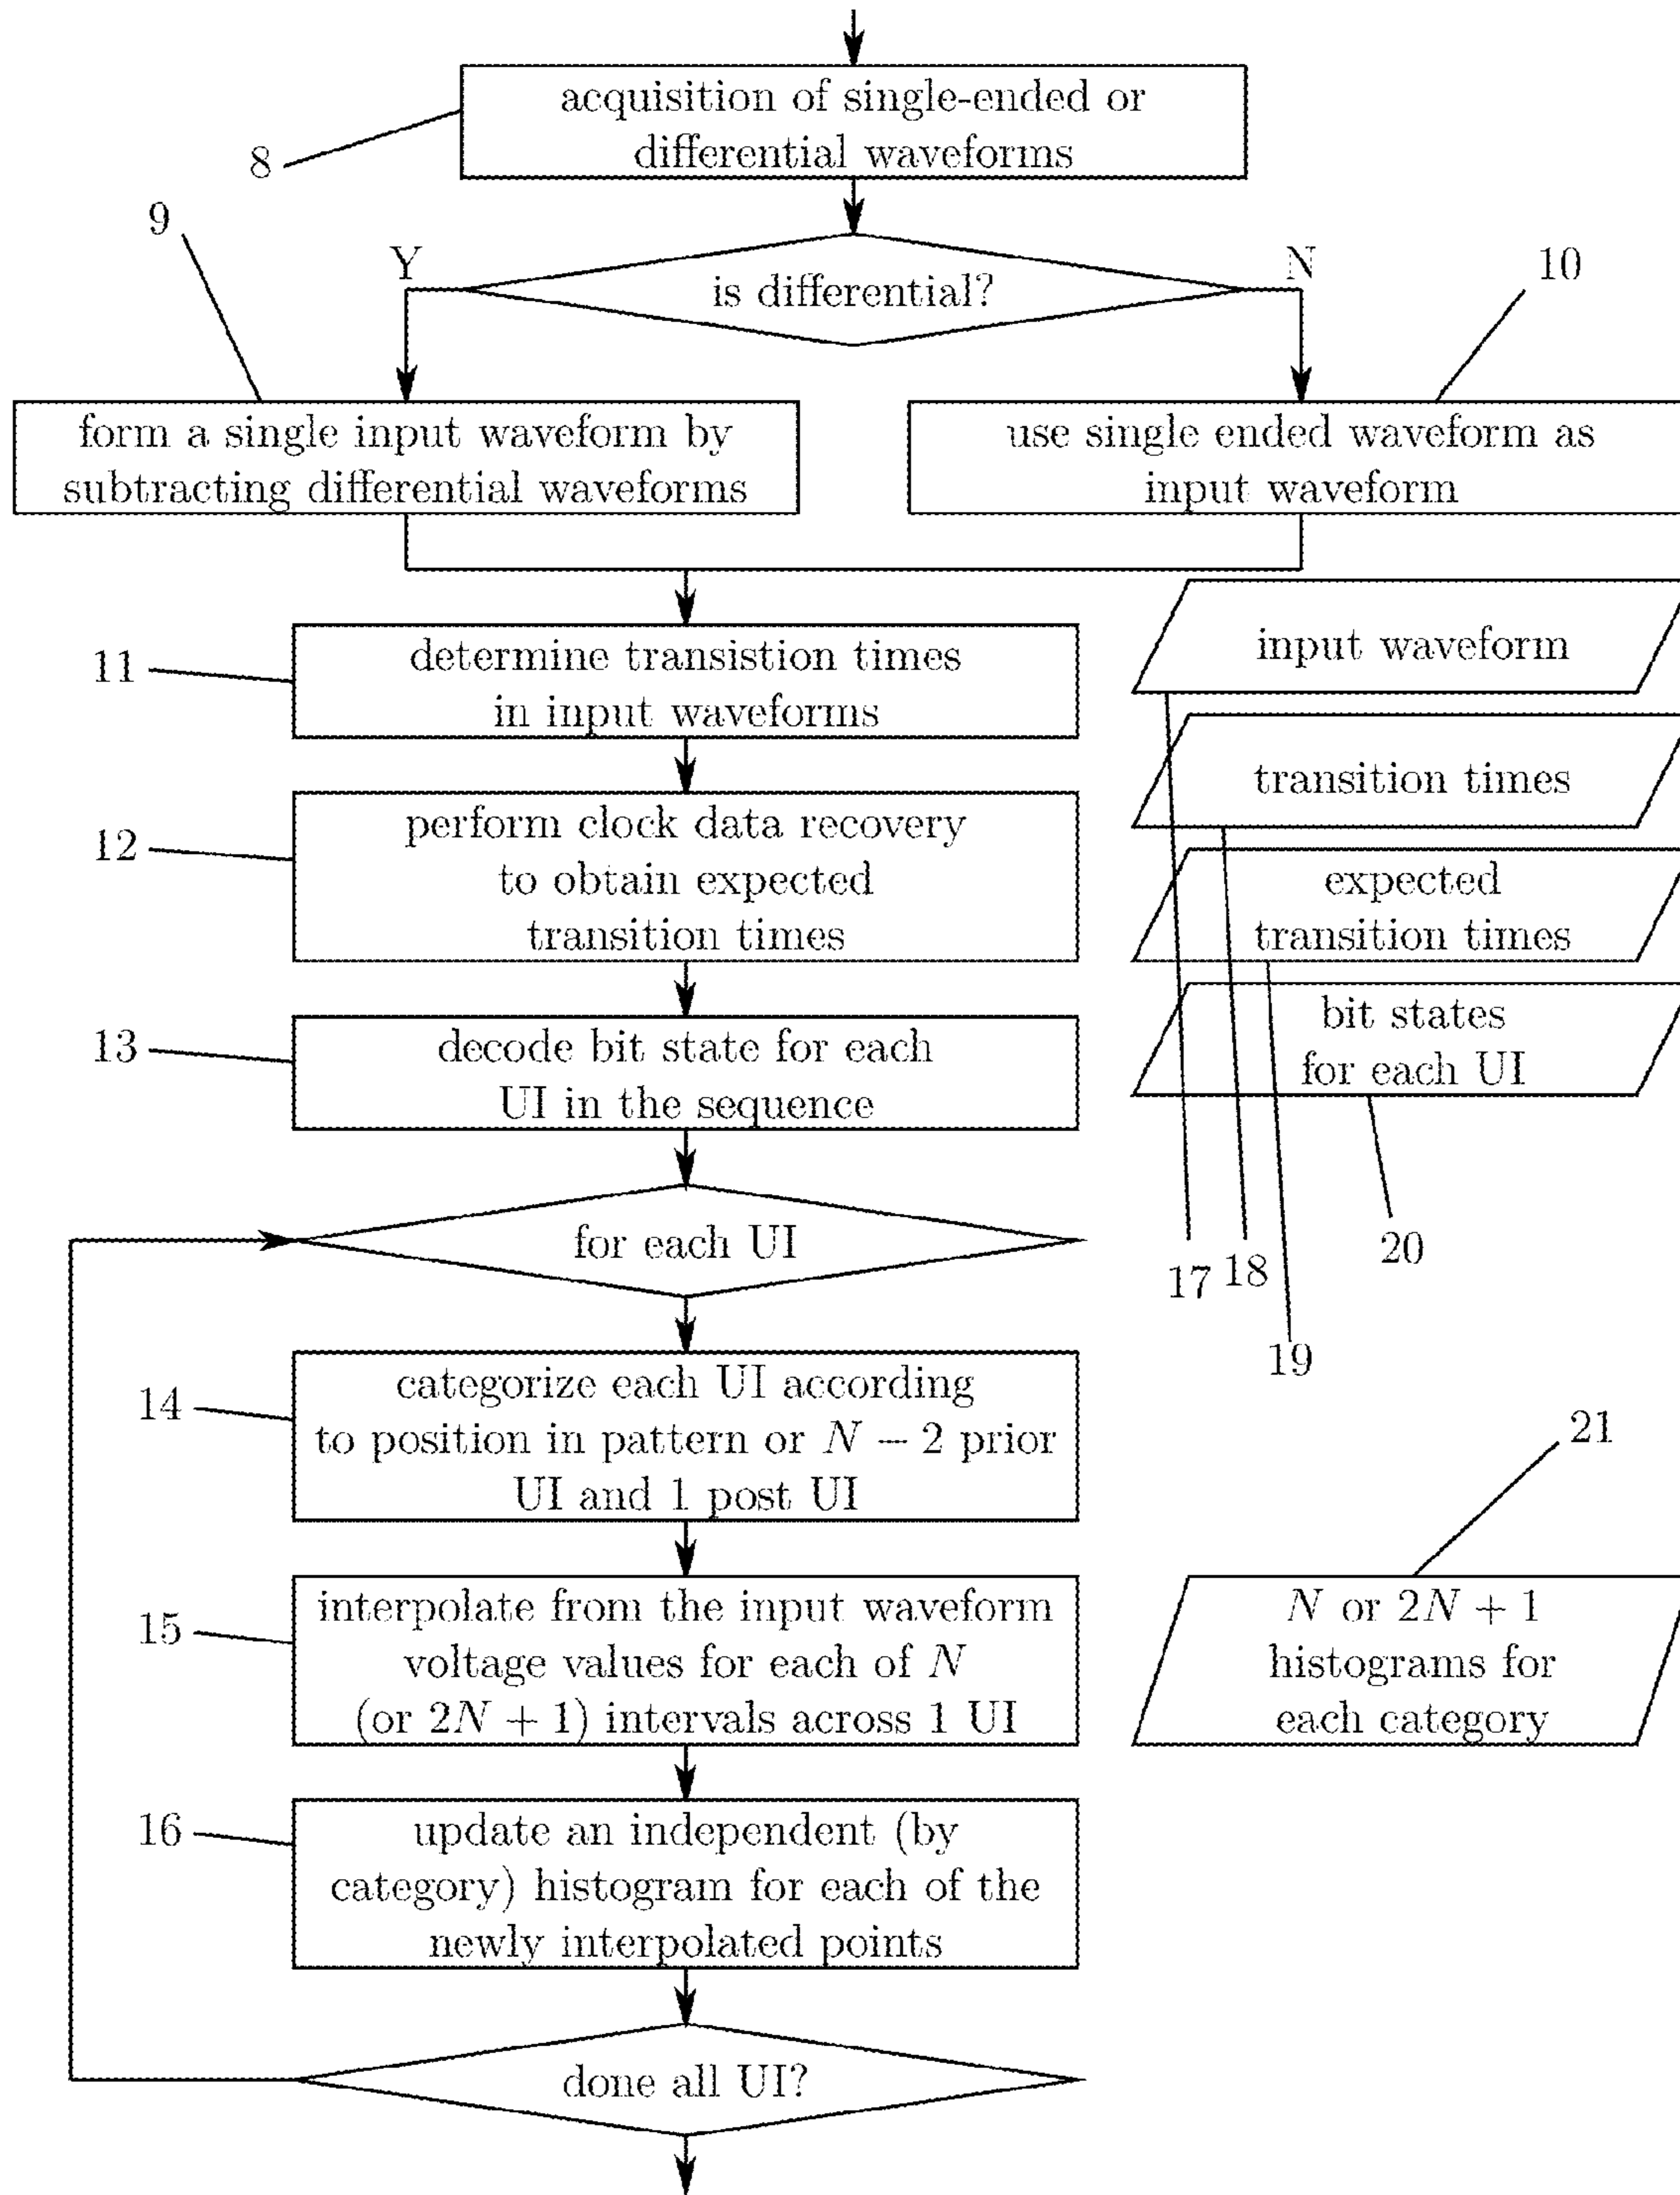 acquisition of single-ended or
differential waveforms
8
9
Y
N
10
is differential?
form a single input waveform by
subtracting differential waveforms
use single ended waveform as
input waveform
11
determine transistion times
in input waveforms
input waveform
transition times
12
perform clock data recovery
to obtain expected
transition times
expected
transition times
13
decode bit state for each
UI in the sequence
bit states
for each UI
for each UI
17
18
19
20
14
categorize each UI according
to position in pattern or N − 2 prior
UI and 1 post UI
21
15
interpolate from the input waveform
voltage values for each of N
(or 2N + 1) intervals across 1 UI
N or 2N + 1
histograms for
each category
16
update an independent (by
category) histogram for each of the
newly interpolated points
done all UI?